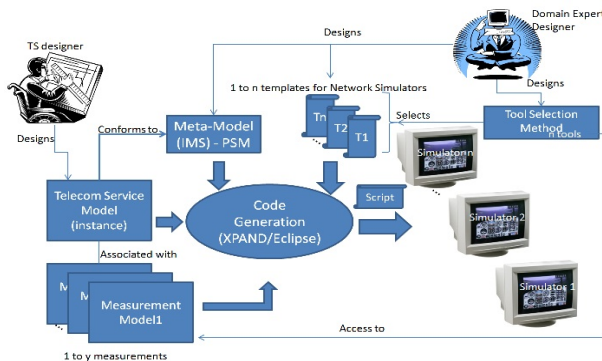 Domain Expert
Designer
TS designer
Designs
1 to n templates for Network Simulators
Designs
Tn
T2
T1
Selects
Tool Selection
Method
n tools
Designs
Conforms to
Meta-Model
(IMS) - PSM
Simulator n
Telecom Service
Model
(instance)
Code
Generation
(XPAND/Eclipse)
Script
Simulator 2
Associated with
M
M
Measurement
Model1
Simulator 1
Access to
1 to y measurements